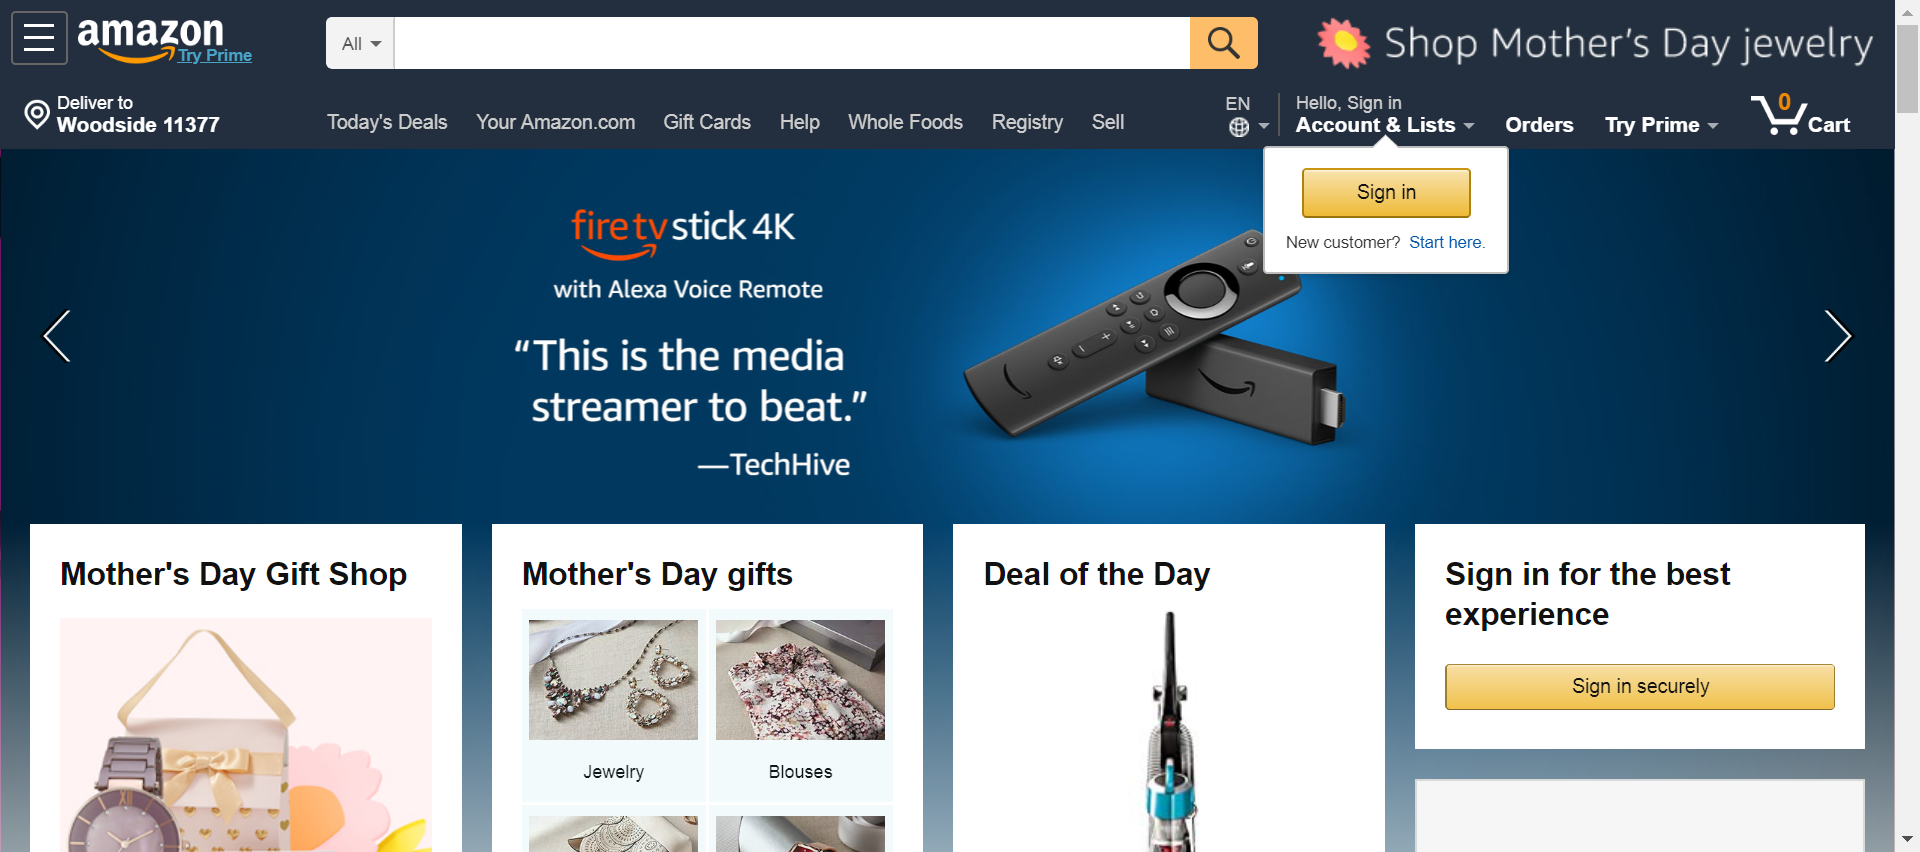 amazon
Try Prime
All
Shop Mother's Day jewelry
Deliver to
Woodside 11377
Today's Deals
Your Amazon.com
Gift Cards
Help
Whole Foods
Registry
Sell
EN
Hello, Sign in
Account & Lists
Orders
Try Prime
0
Cart
Sign in
New customer? Start here.
fire tv stick 4K
with Alexa Voice Remote
“This is the media
streamer to beat.”
—TechHive
Mother's Day Gift Shop
Mother's Day gifts
Jewelry
Blouses
Deal of the Day
Sign in for the best
experience
Sign in securely